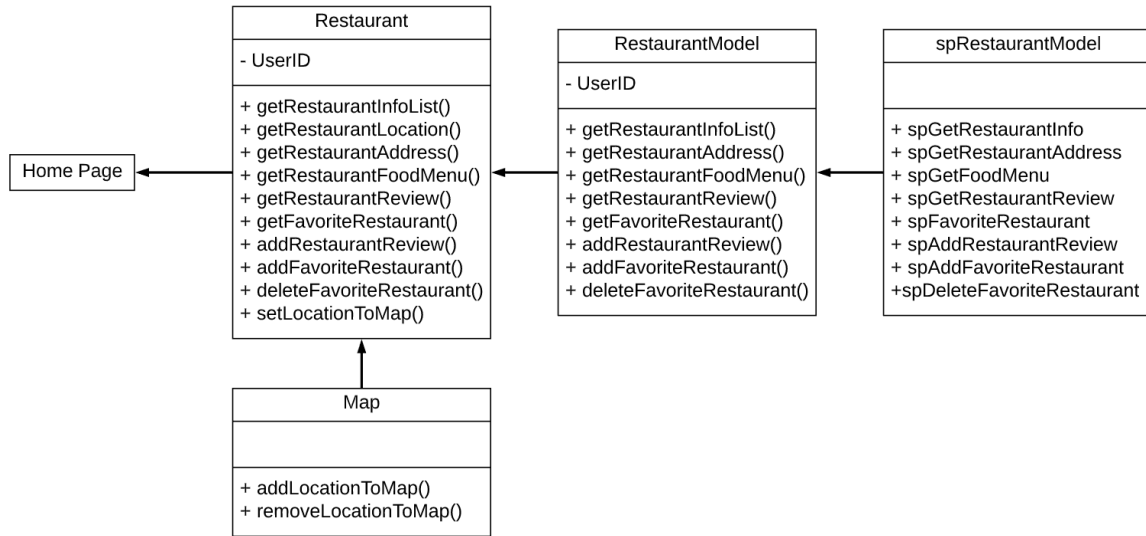 Restaurant
- UserID
+ getRestaurantInfoList()
+ getRestaurantLocation()
+ getRestaurantAddress()
+ getRestaurantFoodMenu()
+ getRestaurantReview()
+ getFavoriteRestaurant()
+ addRestaurantReview()
+ addFavoriteRestaurant()
+ deleteFavoriteRestaurant()
+ setLocationToMap()
RestaurantModel
- UserID
+ getRestaurantInfoList()
+ getRestaurantAddress()
+ getRestaurantFoodMenu()
+ getRestaurantReview()
+ getFavoriteRestaurant()
+ addRestaurantReview()
+ addFavoriteRestaurant()
+ deleteFavoriteRestaurant()
spRestaurantModel
+ spGetRestaurantInfo
+ spGetRestaurantAddress
+ spGetFoodMenu
+ spGetRestaurantReview
+ spFavoriteRestaurant
+ spAddRestaurantReview
+ spAddFavoriteRestaurant
+spDeleteFavoriteRestaurant
Home Page
Map
+ addLocationToMap()
+ removeLocationToMap()